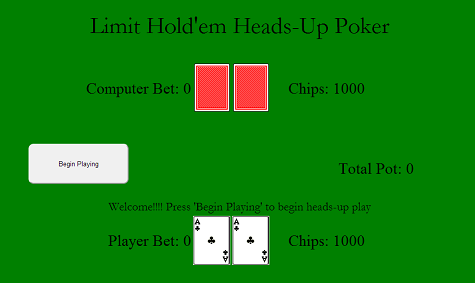 Limit Hold'em Heads-Up Poker
Computer Bet: 0 Chips: 1000
Begin Playing
Total Pot: 0
Welcome!!!! Press 'Begin Playing' to begin heads-up play
A A
Player Bet: 0 Chips: 1000
A A